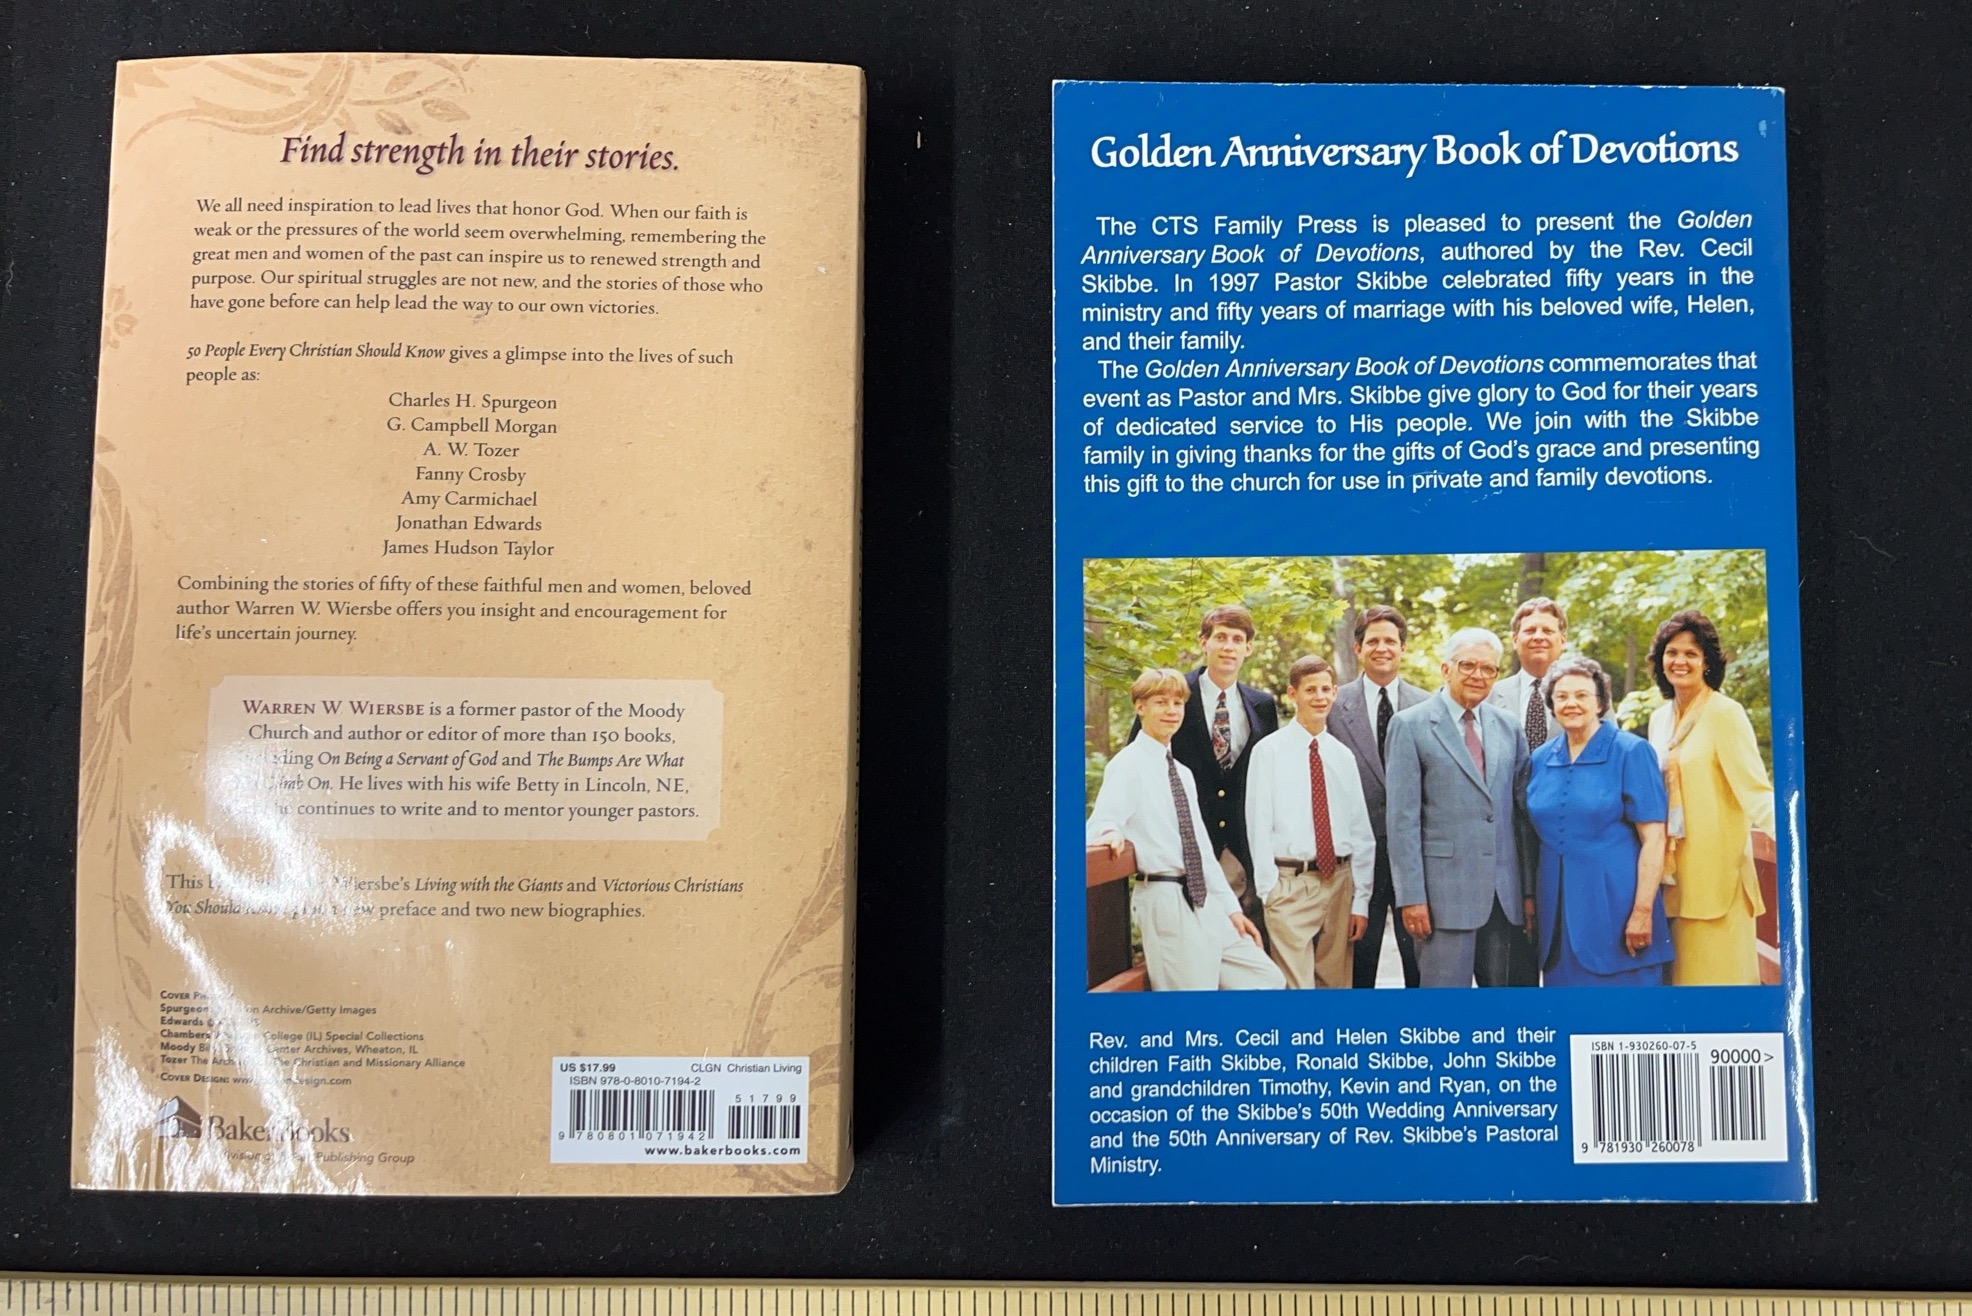 Find strength in their stories.
We all need inspiration to lead lives that honor God. When our faith is
weak or the pressures of the world seem overwhelming, remembering the
great men and women of the past can inspire us to renewed strength and
purpose. Our spiritual struggles are not new, and the stories of those who
have gone before can help lead the way to our own victories.
50 People Every Christian Should Know gives a glimpse into the lives of such
people as:
Charles H. Spurgeon
G. Campbell Morgan
A. W. Tozer
Fanny Crosby
Amy Carmichael
Jonathan Edwards
James Hudson Taylor
Combining the stories of fifty of these faithful men and women, beloved
author Warren W. Wiersbe offers you insight and encouragement for
life's uncertain journey.
WARREN W. WIERSBE is a former pastor of the Moody
Church and author or editor of more than 150 books,
On Being a Servant of God and The Bumps Are What
On. He lives with his wife Betty in Lincoln, NE,
he continues to write and to mentor younger pastors.
This Wiersbe's Living with the Giants and Victorious Christians
You Should new preface and two new biographies.
COVER
Spurgeon Archive/Getty Images
Edwards
Chambers College (IL) Special Collections
Moody Center Archives, Wheaton, IL
Tozer The Christian and Missionary Alliance
COVER DESIGN:
BakerBooks
Publishing Group
US $17.99 CLGN Christian Living
ISBN 978-0-8010-7194-2
51799
9 780801 071942
www.bakerbooks.com
Golden Anniversary Book of Devotions
The CTS Family Press is pleased to present the Golden
Anniversary Book of Devotions, authored by the Rev. Cecil
Skibbe. In 1997 Pastor Skibbe celebrated fifty years in the
ministry and fifty years of marriage with his beloved wife, Helen,
and their family.
The Golden Anniversary Book of Devotions commemorates that
event as Pastor and Mrs. Skibbe give glory to God for their years
of dedicated service to His people. We join with the Skibbe
family in giving thanks for the gifts of God's grace and presenting
this gift to the church for use in private and family devotions.
Rev. and Mrs. Cecil and Helen Skibbe and their
children Faith Skibbe, Ronald Skibbe, John Skibbe
and grandchildren Timothy, Kevin and Ryan, on the
occasion of the Skibbe's 50th Wedding Anniversary
and the 50th Anniversary of Rev. Skibbe's Pastoral
Ministry.
ISBN 1-930260-07-5
90000>
9 781930 260078